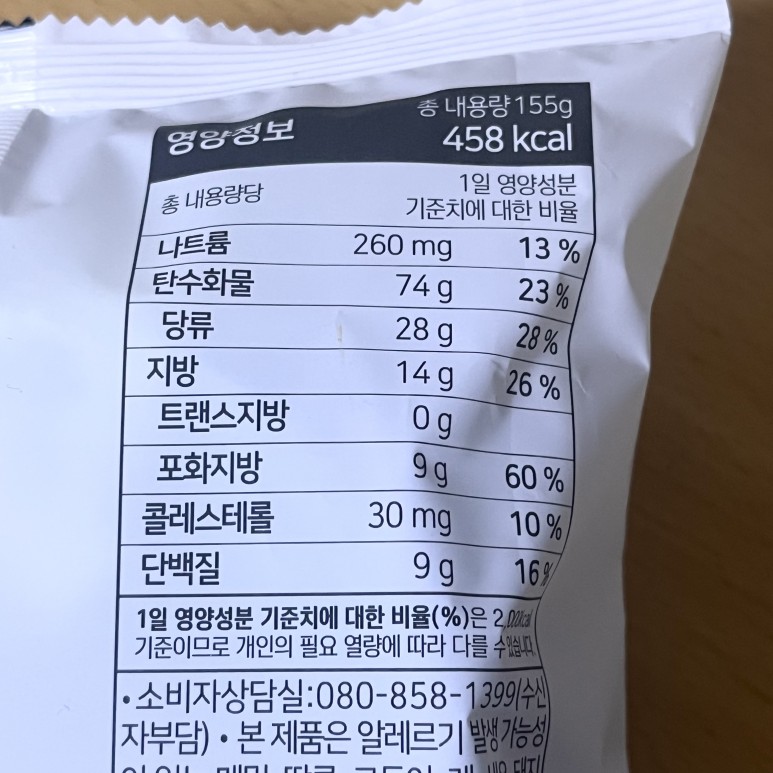 총 내용량 155g
영양정보 458 kcal
총 내용량당 1일 영양성분
기준치에 대한 비율
나트륨 260 mg 13 %
탄수화물 74 g 23 %
당류 28 g 28 %
지방 14 g 26 %
트랜스지방 0 g
포화지방 9 g 60 %
콜레스테롤 30 mg 10 %
단백질 9 g 16 %
1일 영양성분 기준치에 대한 비율(%)은 2,000kcal
기준이므로 개인의 필요 열량에 따라 다를 수 있습니다.
• 소비자상담실:080-858-1399(수신
자부담) • 본 제품은 알레르기 발생 가능성